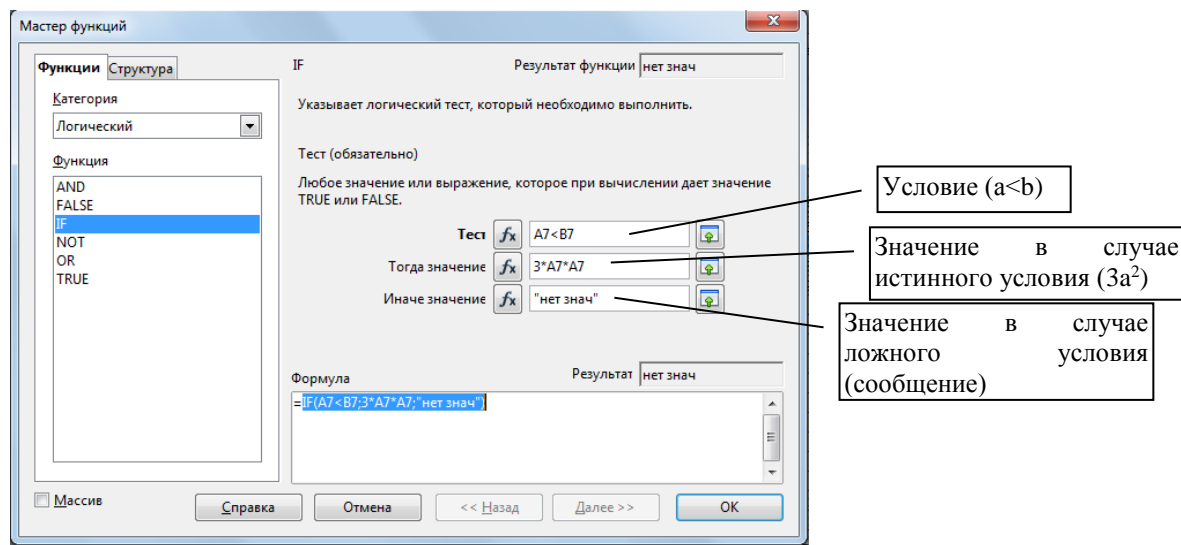 Мастер функций
x
Функции Структура
IF Результат функции нет знач
Категория
Логический
Указывает логический тест, который необходимо выполнить.
Функция
AND
FALSE
IF
NOT
OR
TRUE
Тест (обязательно)
Любое значение или выражение, которое при вычислении дает значение
TRUE или FALSE.
Тест fx A7<B7
Тогда значение fx 3*A7*A7
Иначе значение fx "нет знач"
Формула Результат нет знач
=IF(A7<B7;3*A7*A7;"нет знач")
Массив
Справка Отмена << Назад Далее >> OK
Условие (a<b)
Значение в случае
истинного условия (3a²)
Значение в случае
ложного условия
(сообщение)